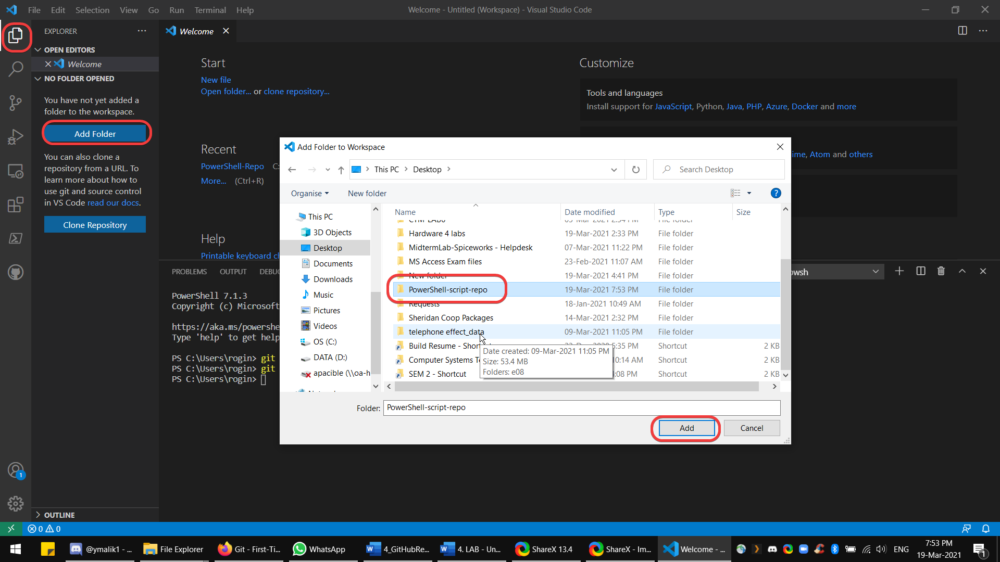 File Edit Selection View Go Run Terminal Help
Welcome - Untitled (Workspace) - Visual Studio Code
EXPLORER
OPEN EDITORS
Welcome
NO FOLDER OPENED
You have not yet added a
folder to the workspace.
Add Folder
You can also clone a
repository from a URL. To
learn more about how to
use git and source control
in VS Code read our docs.
Clone Repository
OUTLINE
Welcome
Start
New file
Open folder... or clone repository...
Recent
PowerShell-Repo C:
More... (Ctrl+R)
Help
Printable keyboard
Customize
Tools and languages
Install support for JavaScript, Python, Java, PHP, Azure, Docker and more
Atom and others
PROBLEMS OUTPUT
PowerShell 7.1.3
Copyright (c) Microsoft
https://aka.ms/powershe
Type 'help' to get help
PS C:\Users\rogin> git
PS C:\Users\rogin> git
PS C:\Users\rogin>
Add Folder to Workspace
This PC > Desktop >
Search Desktop
Organise New folder
?
This PC
3D Objects
Desktop
Documents
Downloads
Music
Pictures
Videos
OS (C:)
DATA (D:)
apacible (\\oa-h
Name Date modified Type Size
Hardware 4 labs 19-Mar-2021 2:33 PM File folder
MidtermLab-Spiceworks - Helpdesk 07-Mar-2021 11:22 PM File folder
MS Access Exam files 23-Feb-2021 11:07 AM File folder
New folder 19-Mar-2021 4:41 PM File folder
PowerShell-script-repo 19-Mar-2021 7:53 PM File folder
Requests 18-Jan-2021 10:49 AM File folder
Sheridan Coop Packages 14-Mar-2021 2:32 PM File folder
telephone effect_data 09-Mar-2021 11:05 PM File folder
Build Resume - Shor 5:35 PM Shortcut 2 KB
Computer Systems 10:14 AM Shortcut 2 KB
SEM 2 - Shortcut :08 PM Shortcut 2 KB
Date created: 09-Mar-2021 11:05 PM
Size: 53.4 MB
Folders: e08
Folder: PowerShell-script-repo
Add Cancel
1
0 0
@ymalik1 - ...
File Explorer
Git - First-Ti...
WhatsApp
4_GitHubRe...
4. LAB - Un...
ShareX 13.4
ShareX - Im...
Welcome - ...
ENG
7:53 PM
19-Mar-2021
1